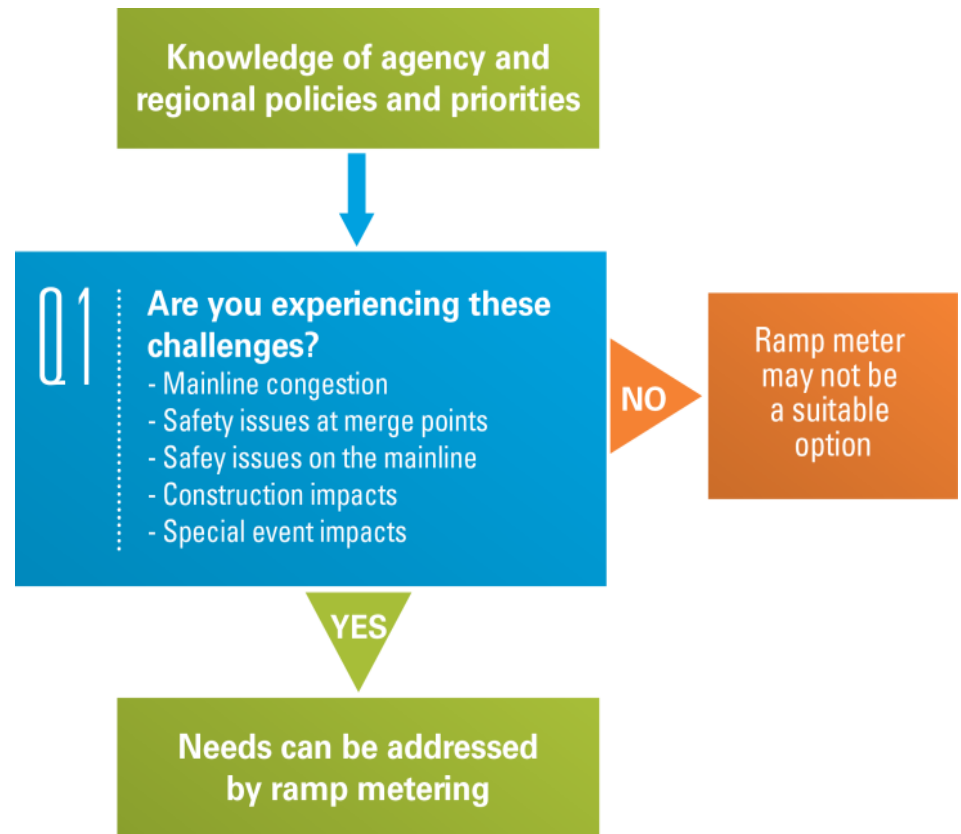 Knowledge of agency and
regional policies and priorities
Q1
Are you experiencing these
challenges?
- Mainline congestion
- Safety issues at merge points
- Safey issues on the mainline
- Construction impacts
- Special event impacts
NO
Ramp meter
may not be
a suitable
option
YES
Needs can be addressed
by ramp metering